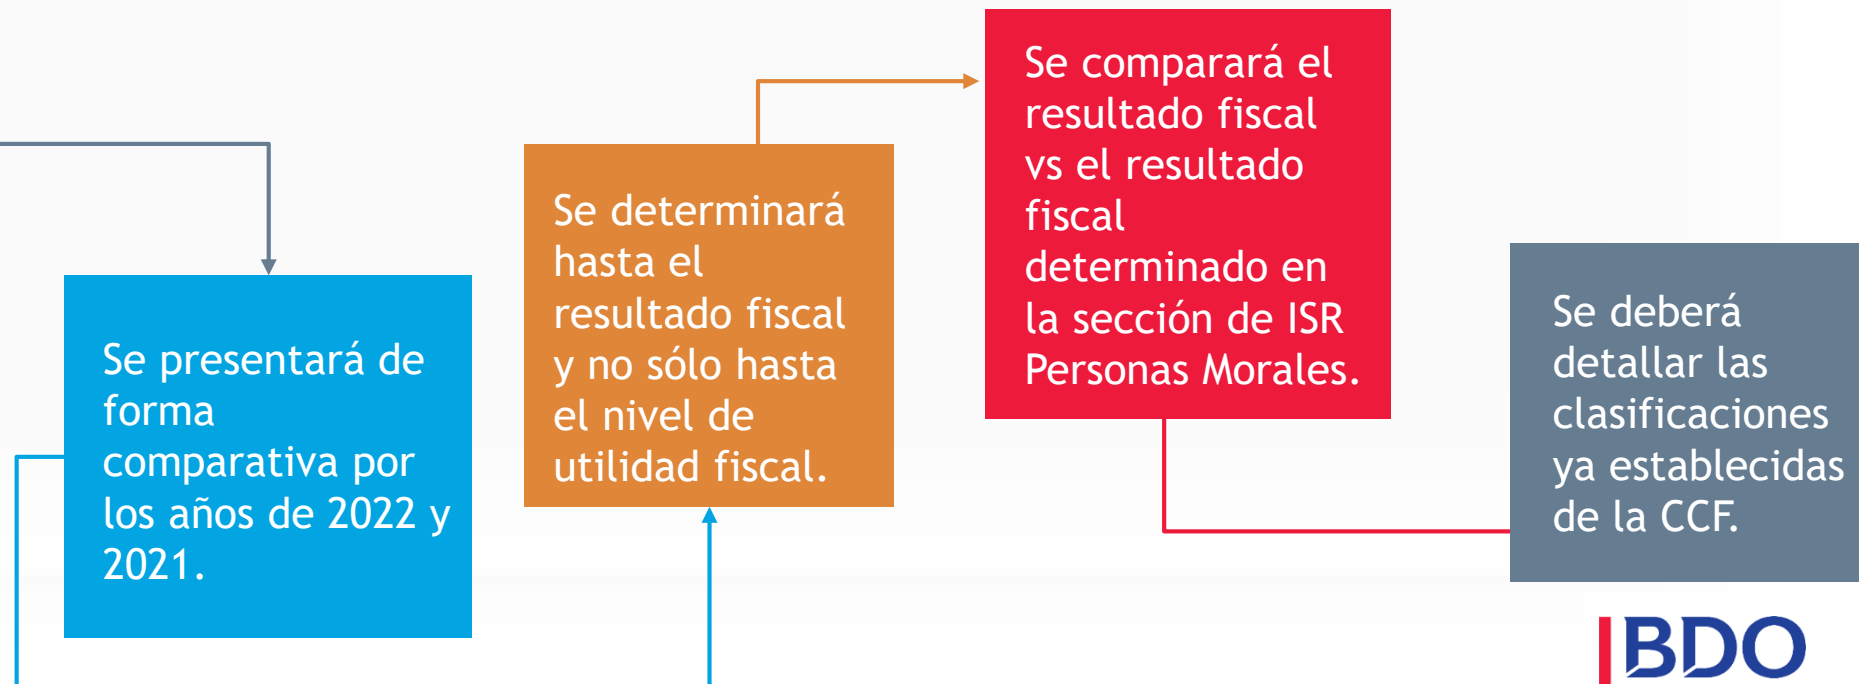 Se presentará de
forma
comparativa por
los años de 2022 y
2021.
Se determinará
hasta el
resultado fiscal
y no sólo hasta
el nivel de
utilidad fiscal.
Se comparará el
resultado fiscal
vs el resultado
fiscal
determinado en
la sección de ISR
Personas Morales.
Se deberá
detallar las
clasificaciones
ya establecidas
de la CCF.
BDO